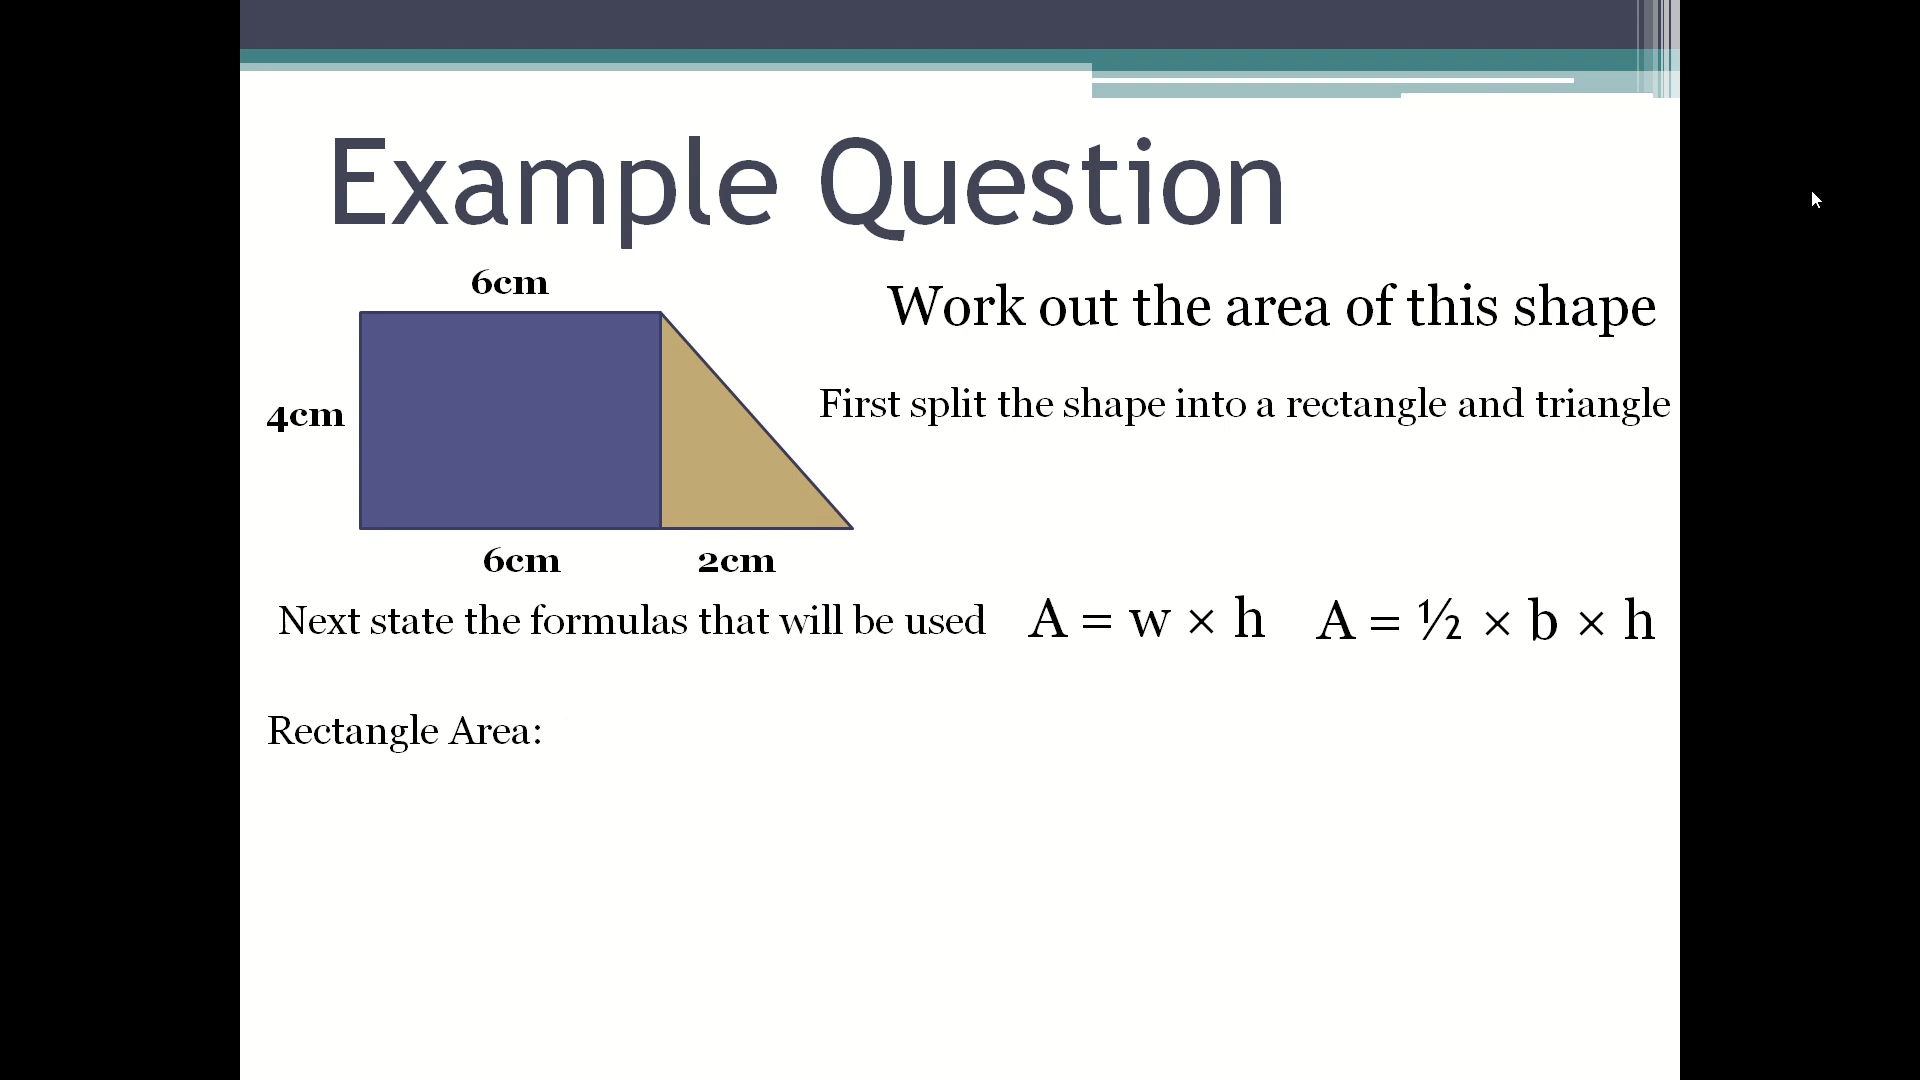 Example Question
6cm
Work out the area of this shape
4cm
First split the shape into a rectangle and triangle
6cm 2cm
Next state the formulas that will be used A = w × h A = ½ × b × h
Rectangle Area: